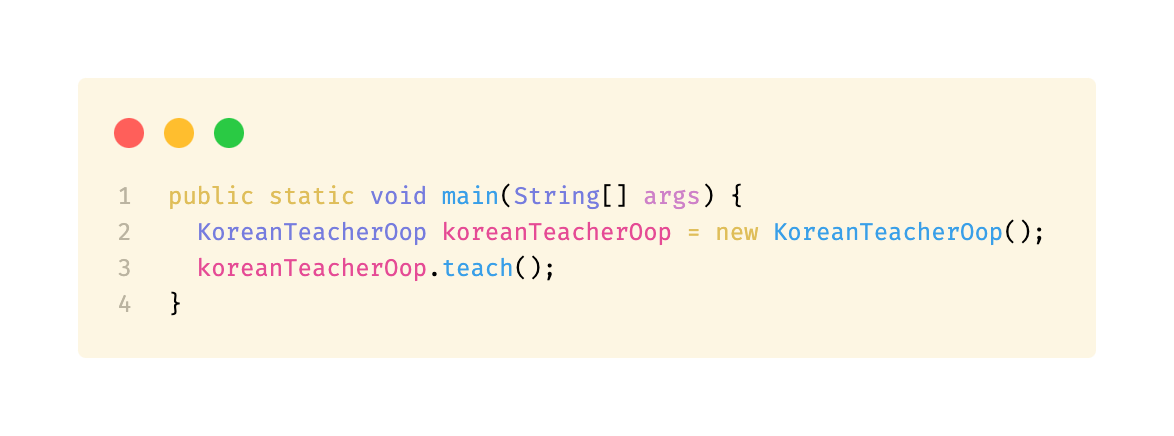 1 public static void main(String[] args) {
2   KoreanTeacherOop koreanTeacherOop = new KoreanTeacherOop();
3   koreanTeacherOop.teach();
4 }